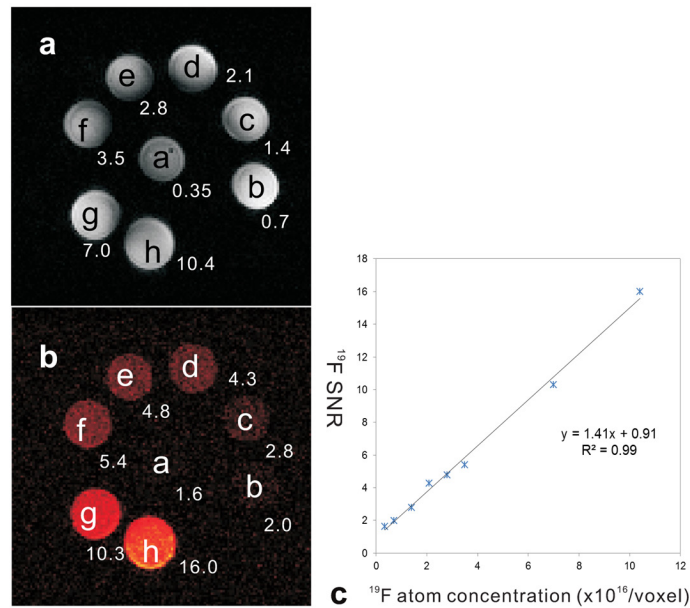 a
e
d
2.8
2.1
f
c
3.5
a
1.4
0.35
b
g
0.7
7.0
h
10.4
b
e
d
4.3
4.8
f
c
5.4
a
2.8
1.6
b
g
2.0
10.3
h
16.0
18
16
14
12
10
8
6
4
2
0
¹⁹F SNR
y = 1.41x + 0.91
R² = 0.99
0 2 4 6 8 10 12
c
¹⁹F atom concentration (x10¹⁶/voxel)